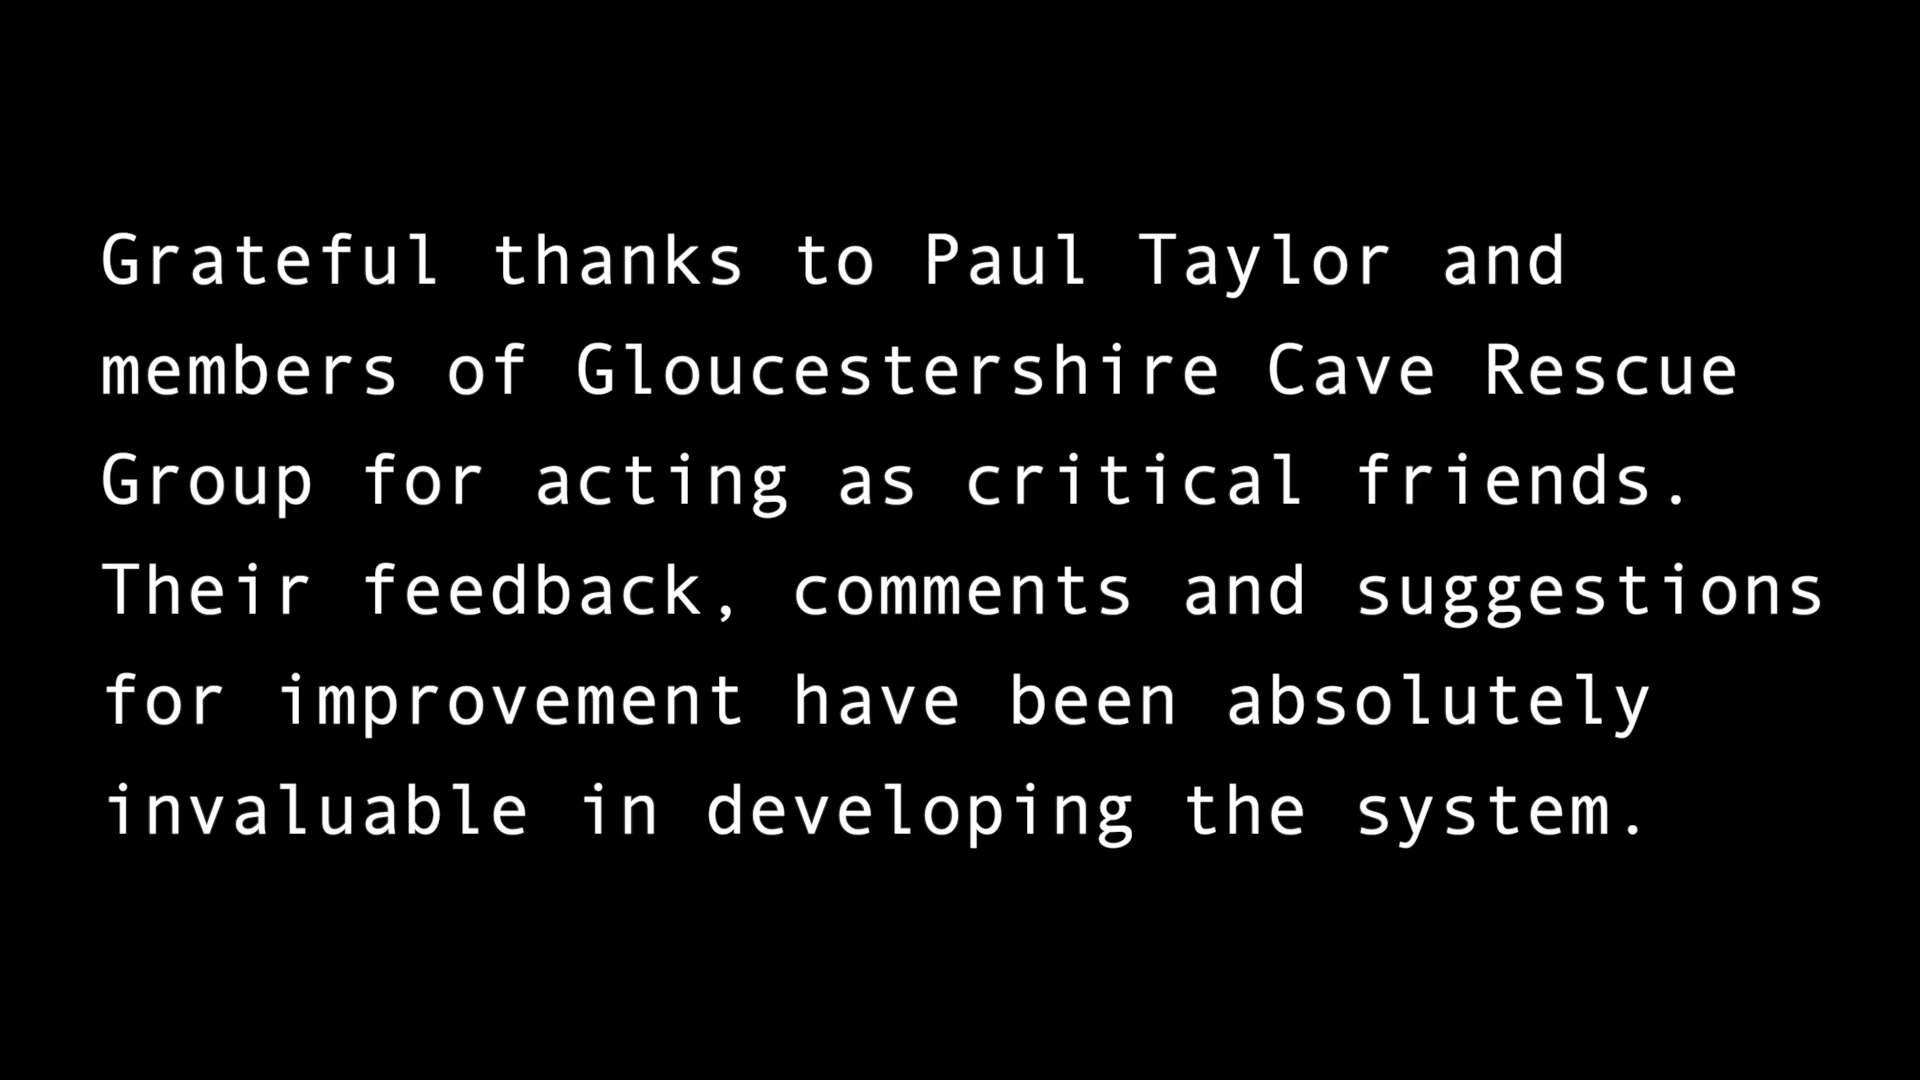 Grateful thanks to Paul Taylor and
members of Gloucestershire Cave Rescue
Group for acting as critical friends.
Their feedback, comments and suggestions
for improvement have been absolutely
invaluable in developing the system.